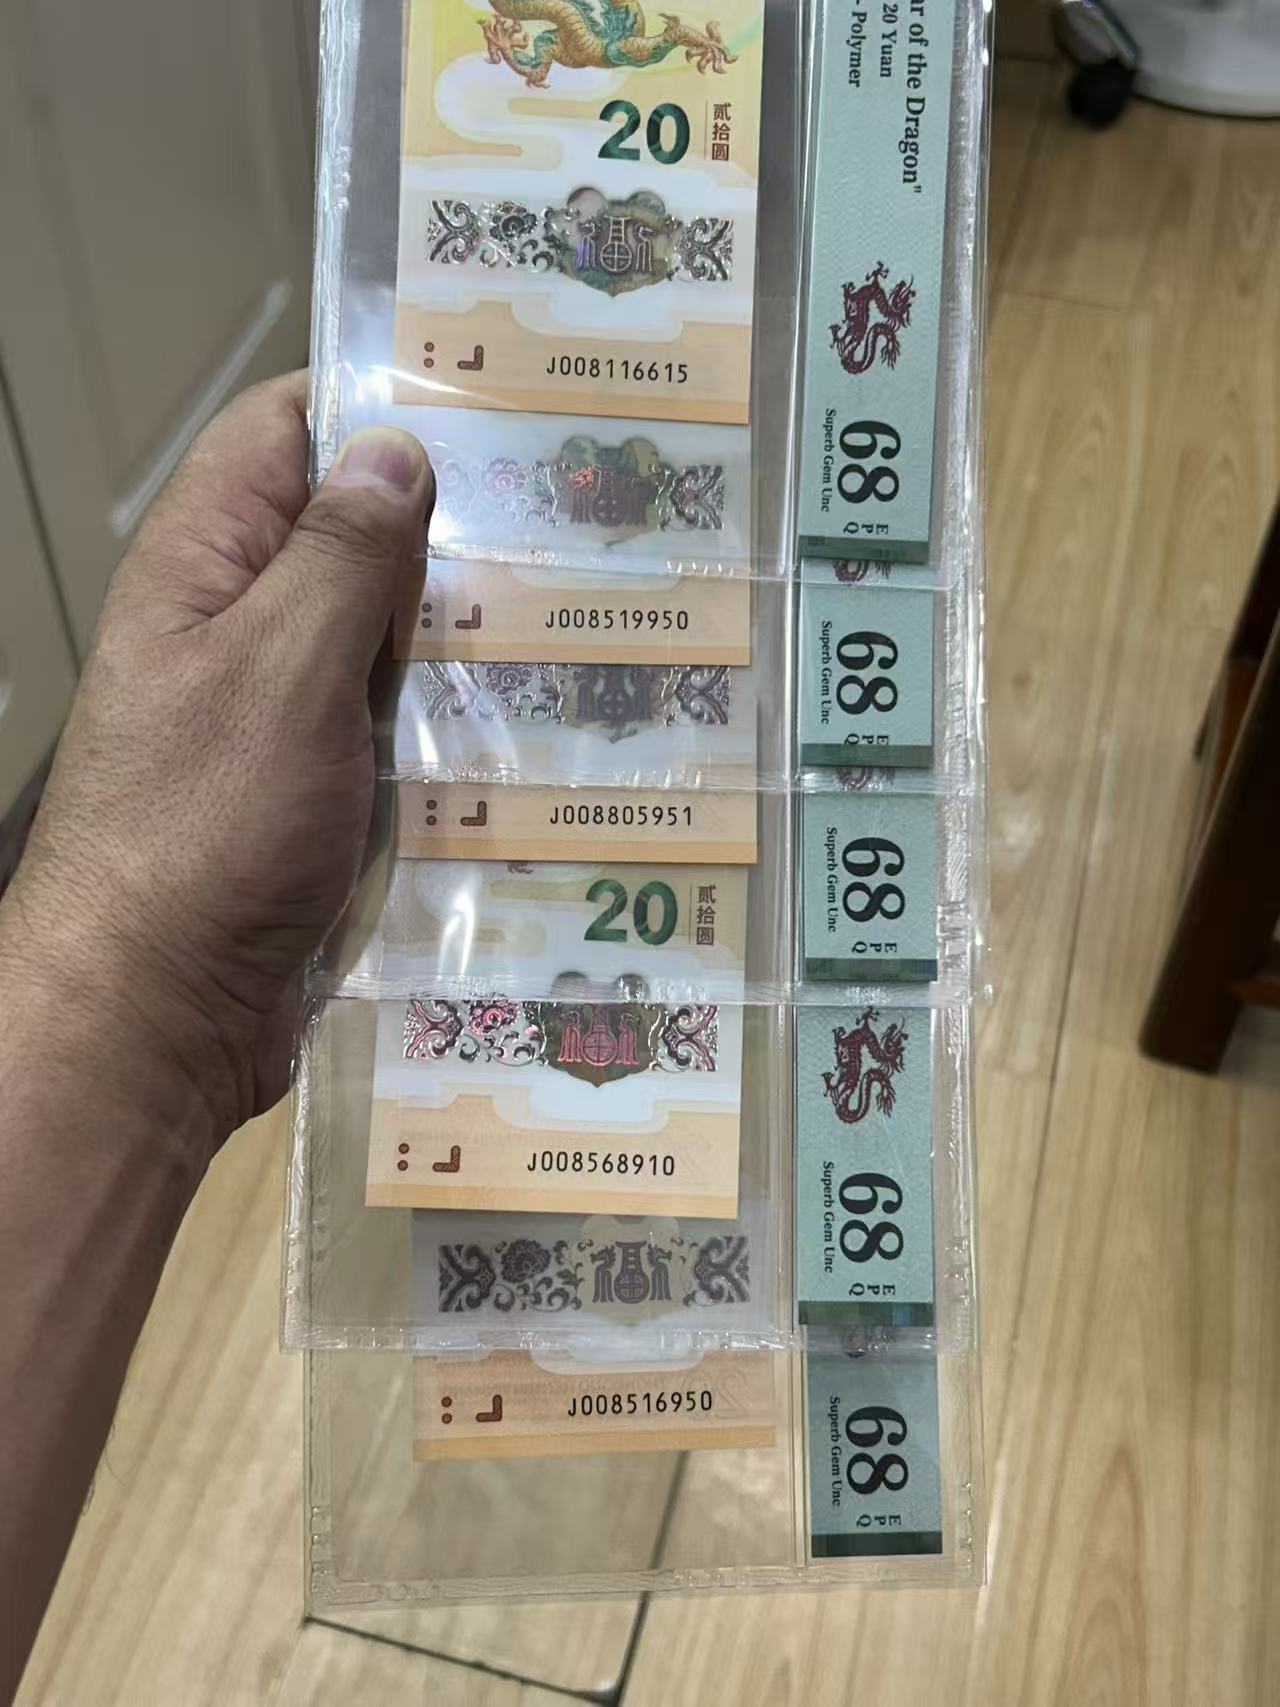 ar of the Dragon"
20 Yuan
- Polymer
20
贰拾圆
J008116615
68
Superb Gem Unc
EPQ
J008519950
68
Superb Gem Unc
EPQ
J008805951
68
Superb Gem Unc
EPQ
20
贰拾圆
J008568910
68
Superb Gem Unc
EPQ
J008516950
68
Superb Gem Unc
EPQ